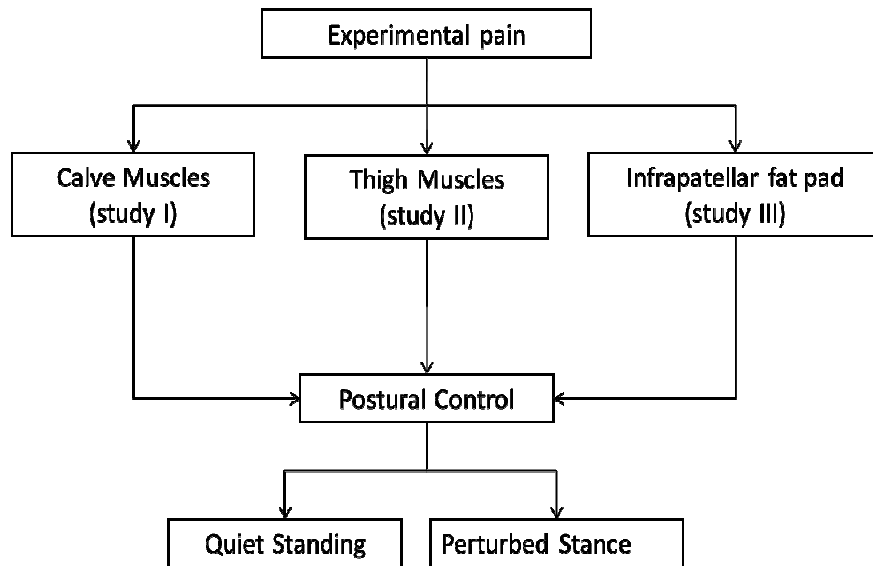 Experimental pain
Calve Muscles
(study I)
Thigh Muscles
(study II)
Infrapatellar fat pad
(study III)
Postural Control
Quiet Standing
Perturbed Stance